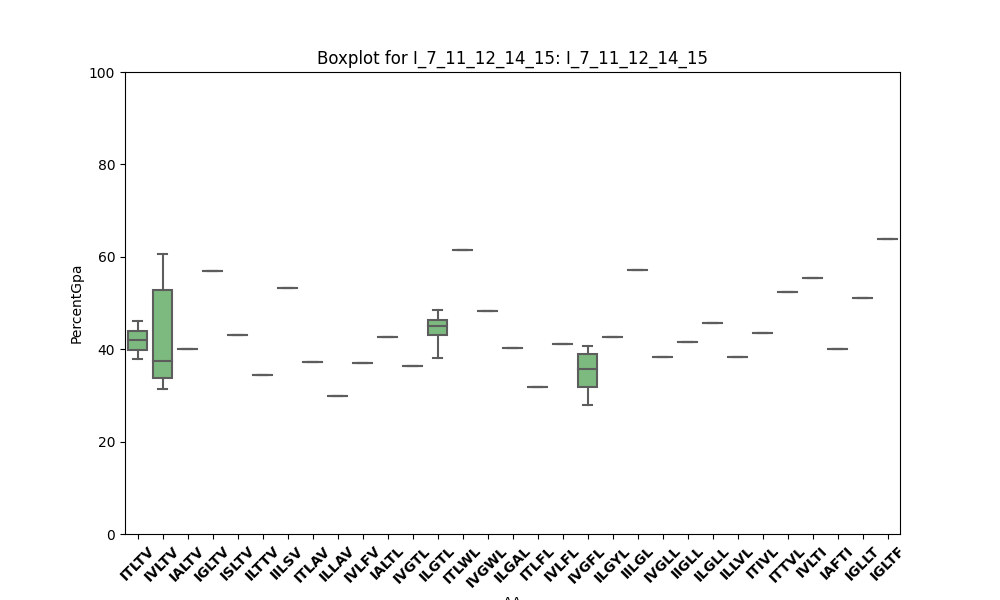 Boxplot for I_7_11_12_14_15: I_7_11_12_14_15
100
80
60
40
20
0
PercentGpa
ITLTV IVLTV IALTV IGLTV ISLTV ILTTV IILSV ITLAV ILLAV IVLFV IALTL IVGTL ILGTL ITLWL IVGWL ILGAL ITLFL IVLFL IVGFL ILGYL IILGL IVGLL IIGLL ILGLL ILLVL ITIVL ITTVL IVLTI IAFTI IGLLT IGLTF
AA